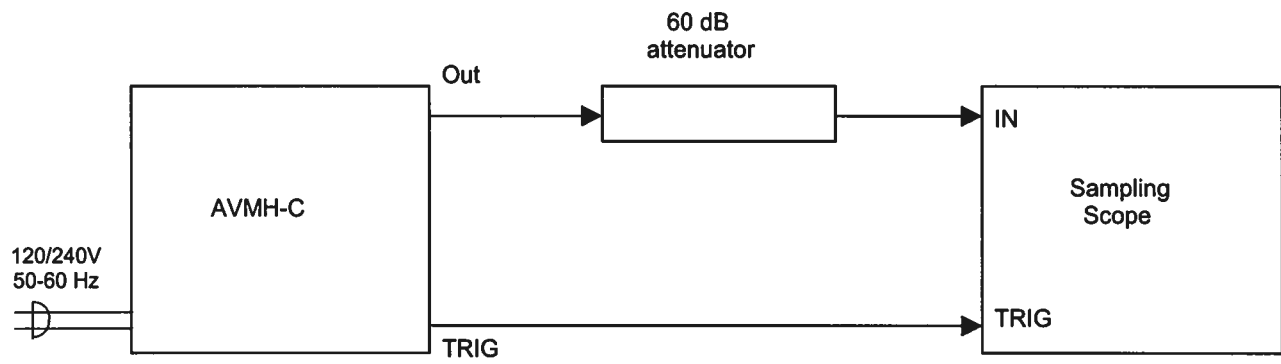 60 dB
attenuator
Out
IN
AVMH-C
Sampling
Scope
120/240V
50-60 Hz
TRIG
TRIG